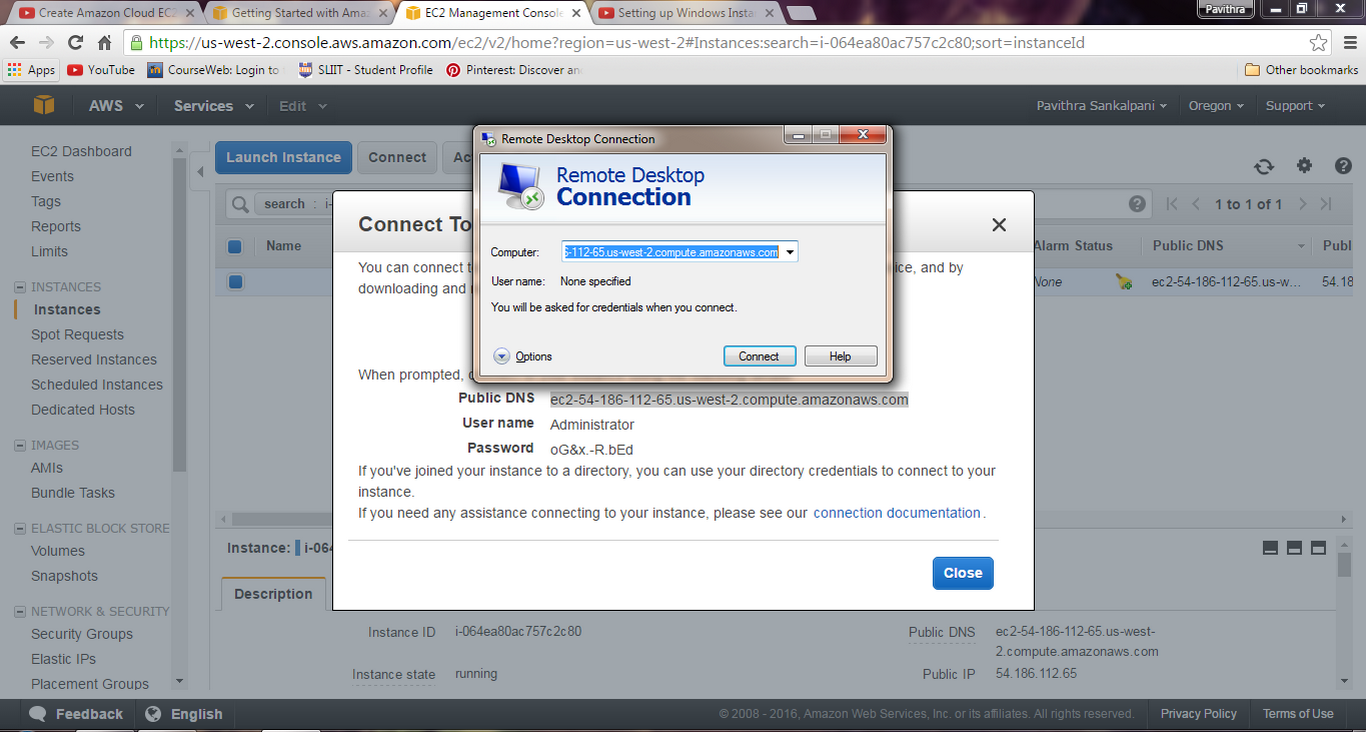 Create Amazon Cloud EC2
Getting Started with Amaz
EC2 Management Console
Setting up Windows Insta
Pavithra
https://us-west-2.console.aws.amazon.com/ec2/v2/home?region=us-west-2#Instances:search=i-064ea80ac757c2c80;sort=instanceId
Apps
YouTube
CourseWeb: Login to
SLIIT - Student Profile
Pinterest: Discover an
Other bookmarks
AWS
Services
Edit
Pavithra Sankalpani
Oregon
Support
EC2 Dashboard
Events
Tags
Reports
Limits
INSTANCES
Instances
Spot Requests
Reserved Instances
Scheduled Instances
Dedicated Hosts
IMAGES
AMIs
Bundle Tasks
ELASTIC BLOCK STORE
Volumes
Snapshots
NETWORK & SECURITY
Security Groups
Elastic IPs
Placement Groups
Launch Instance
Connect
Ac
search : i-
1 to 1 of 1
Name
Alarm Status
Public DNS
Publ
None
ec2-54-186-112-65.us-w...
54.18
Remote Desktop Connection
Remote Desktop
Connection
Computer:
-112-65.us-west-2.compute.amazonaws.com
User name:
None specified
You will be asked for credentials when you connect.
Options
Connect
Help
Connect To
You can connect t
ice, and by
downloading and
When prompted,
Public DNS
ec2-54-186-112-65.us-west-2.compute.amazonaws.com
User name
Administrator
Password
oG&x.-R.bEd
If you've joined your instance to a directory, you can use your directory credentials to connect to your
instance.
If you need any assistance connecting to your instance, please see our connection documentation.
Close
Instance: i-064
Description
Instance ID
i-064ea80ac757c2c80
Public DNS
ec2-54-186-112-65.us-west-
2.compute.amazonaws.com
Instance state
running
Public IP
54.186.112.65
Feedback
English
© 2008 - 2016, Amazon Web Services, Inc. or its affiliates. All rights reserved.
Privacy Policy
Terms of Use